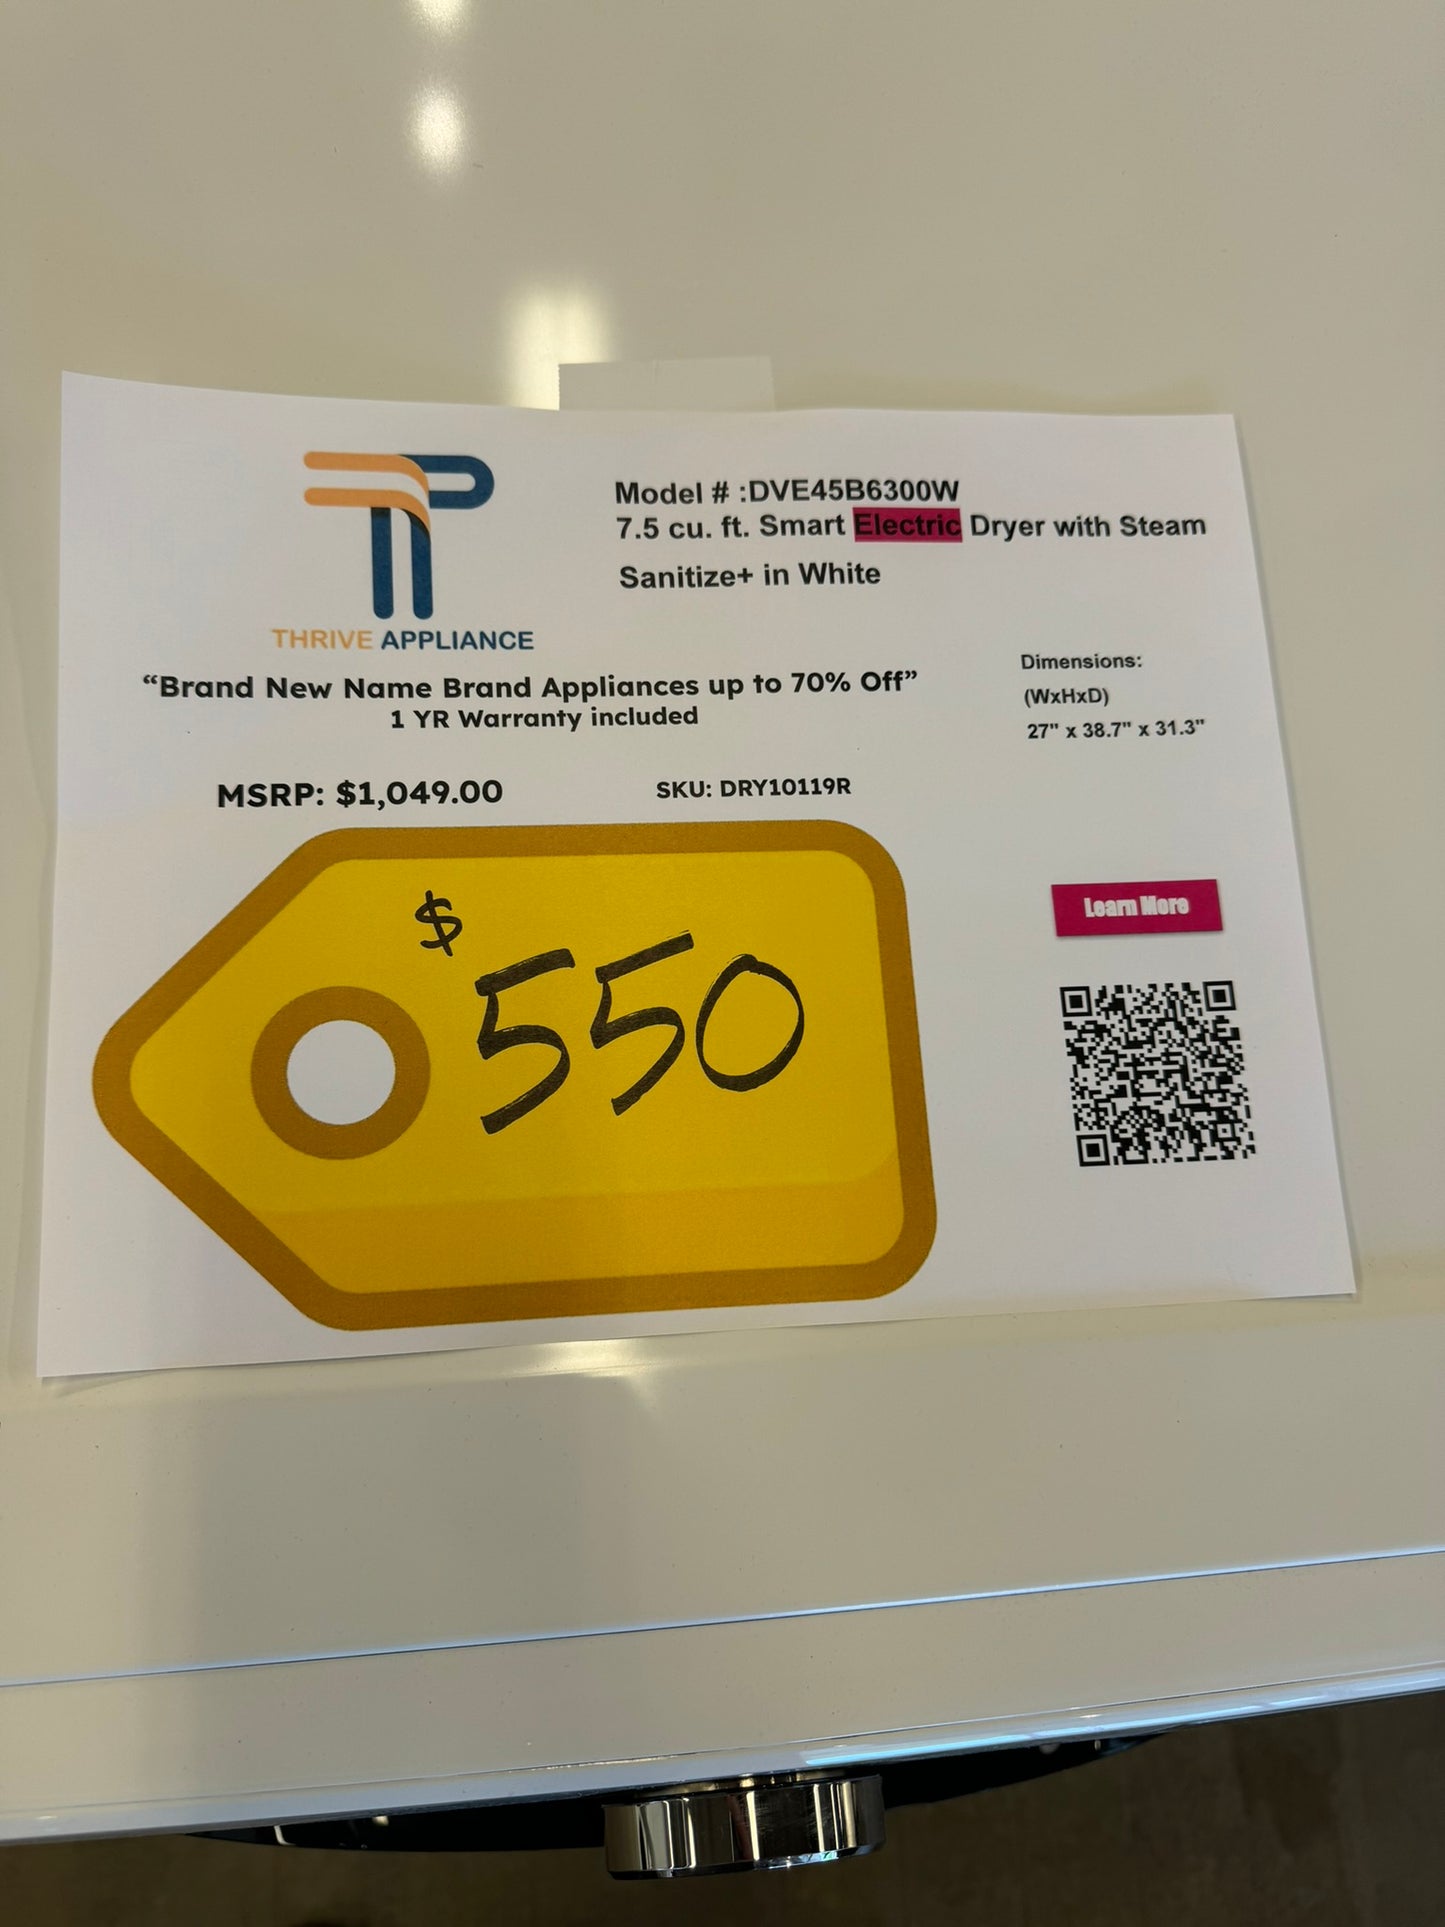 THRIVE APPLIANCE
Model # :DVE45B6300W
7.5 cu. ft. Smart Electric Dryer with Steam
Sanitize+ in White
“Brand New Name Brand Appliances up to 70% Off”
1 YR Warranty included
Dimensions:
(WxHxD)
27" x 38.7" x 31.3"
MSRP: $1,049.00
SKU: DRY10119R
$550
Learn More